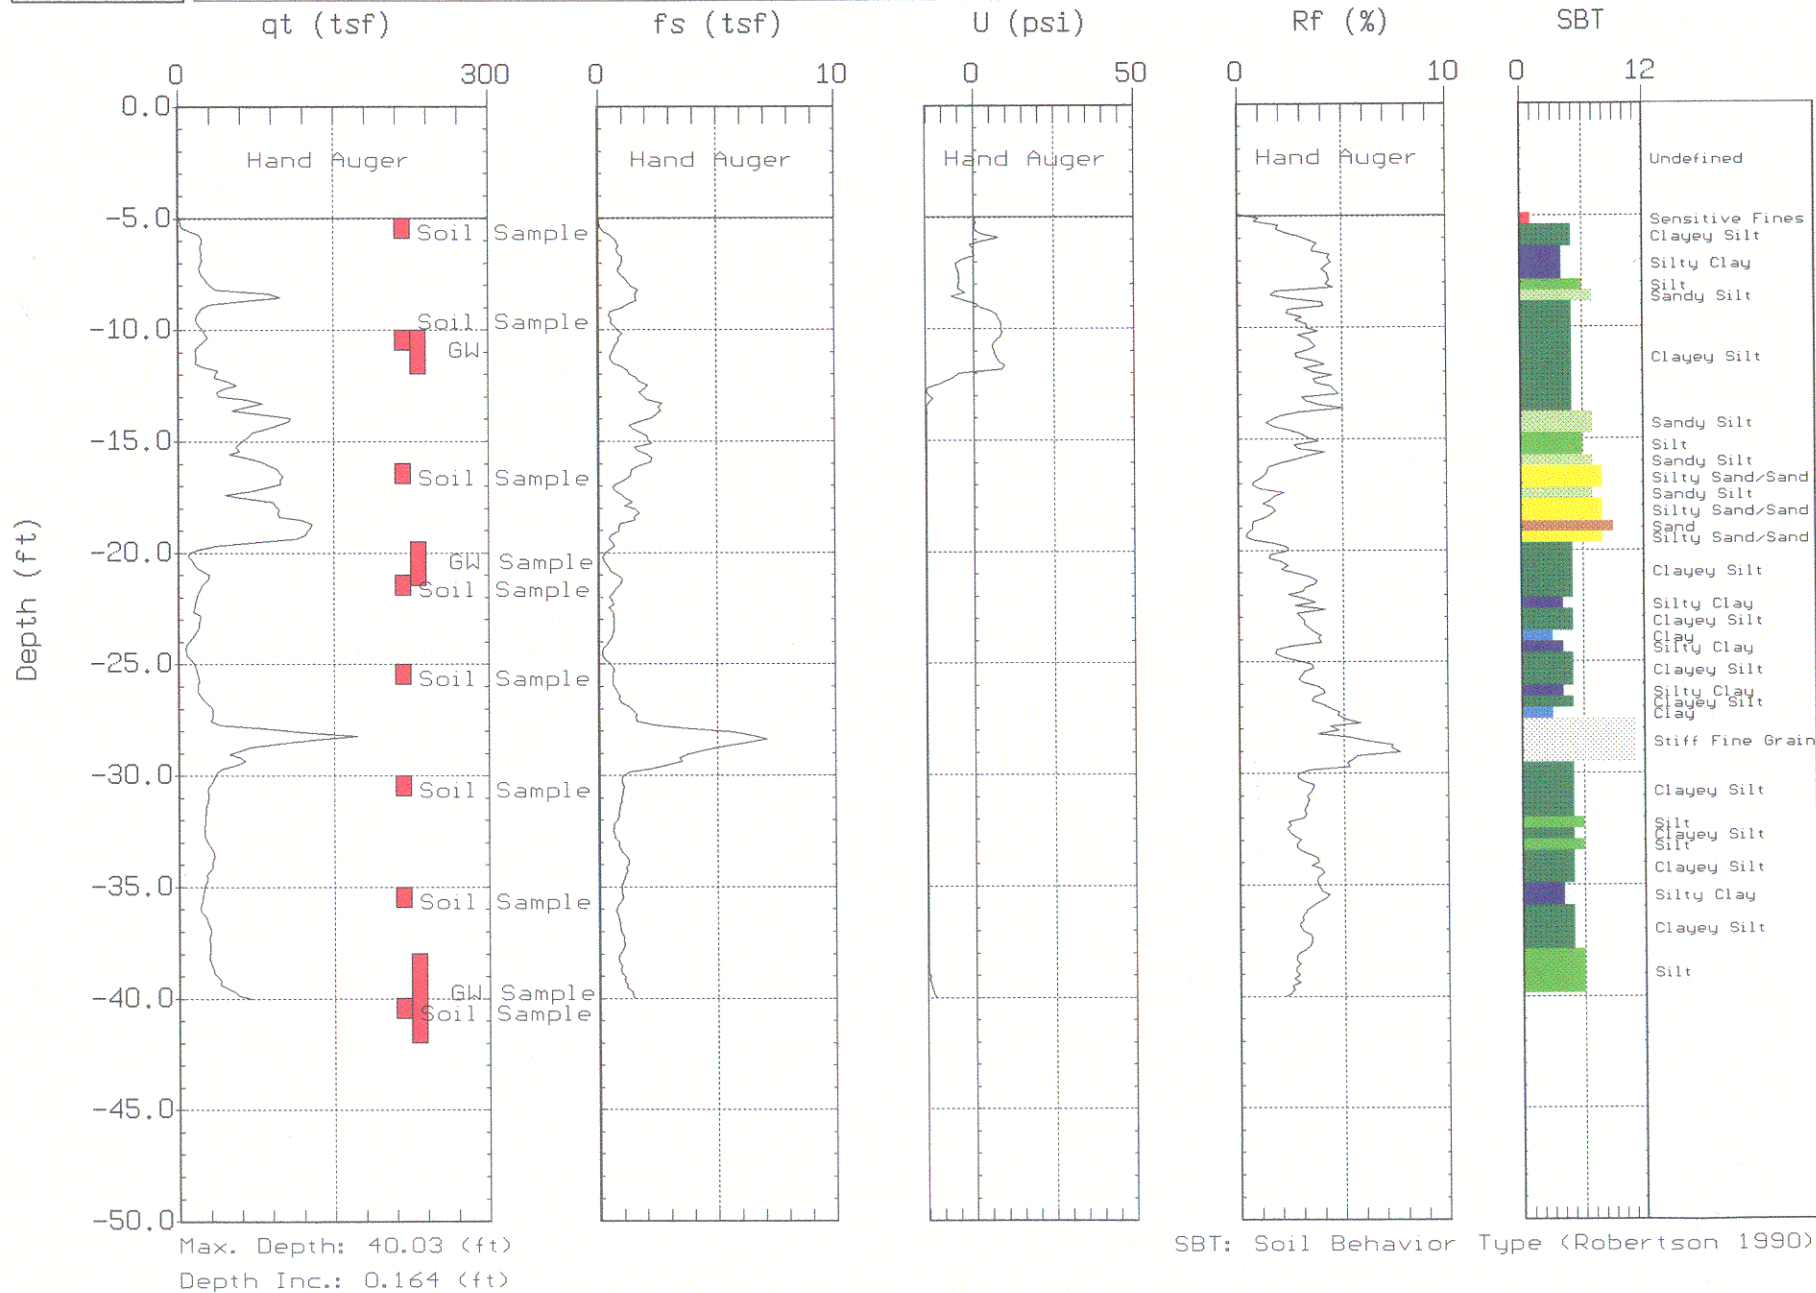 qt (tsf) fs (tsf) U (psi) Rf (%) SBT
0 300 0 10 0 50 0 10 0 12
0.0
Hand Auger Hand Auger Hand Auger Hand Auger Undefined
-5.0
Sensitive Fines
Soil Sample
Clayey Silt
Silty Clay
Silt
Sandy Silt
Soil Sample
-10.0
GW
Clayey Silt
Sandy Silt
-15.0
Silt
Sandy Silt
Soil Sample
Silty Sand/Sand
Sandy Silt
Silty Sand/Sand
Sand
Silty Sand/Sand
Depth (ft)
-20.0
GW Sample
Clayey Silt
Soil Sample
Silty Clay
Clayey Silt
Clay
Silty Clay
-25.0
Clayey Silt
Soil Sample
Silty Clay
Clayey Silt
Clay
Stiff Fine Grain
-30.0
Soil Sample
Clayey Silt
Silt
Clayey Silt
Silt
Clayey Silt
-35.0
Silty Clay
Soil Sample
Clayey Silt
Silt
-40.0
GW Sample
Soil Sample
-45.0
-50.0
Max. Depth: 40.03 (ft)
SBT: Soil Behavior Type (Robertson 1990)
Depth Inc.: 0.164 (ft)